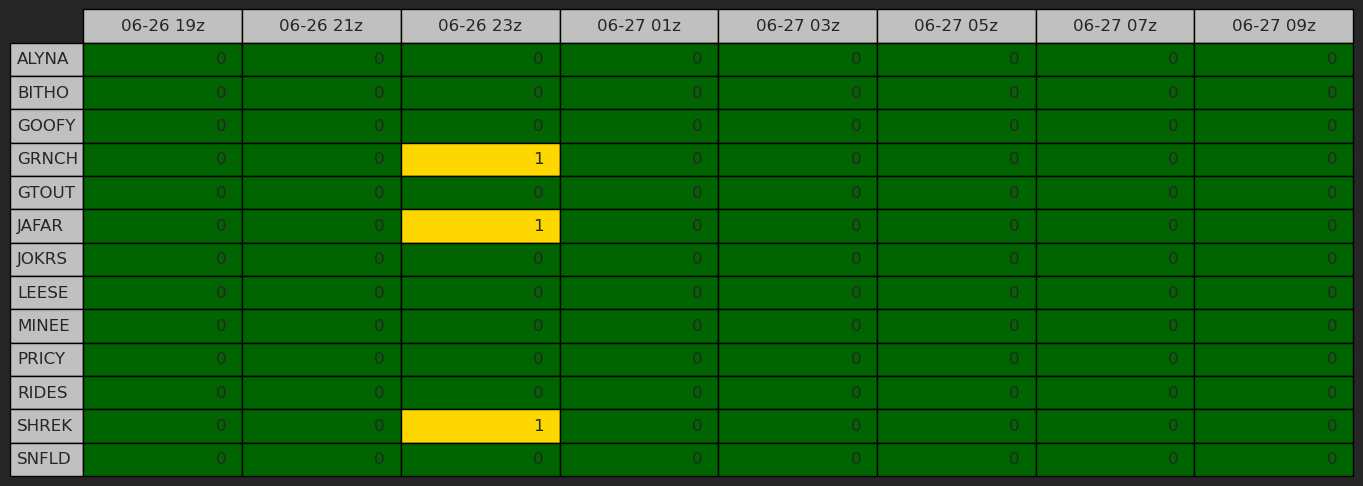 06-26 19z 06-26 21z 06-26 23z 06-27 01z 06-27 03z 06-27 05z 06-27 07z 06-27 09z
ALYNA 0 0 0 0 0 0 0 0
BITHO 0 0 0 0 0 0 0 0
GOOFY 0 0 0 0 0 0 0 0
GRNCH 0 0 1 0 0 0 0 0
GTOUT 0 0 0 0 0 0 0 0
JAFAR 0 0 1 0 0 0 0 0
JOKRS 0 0 0 0 0 0 0 0
LEESE 0 0 0 0 0 0 0 0
MINEE 0 0 0 0 0 0 0 0
PRICY 0 0 0 0 0 0 0 0
RIDES 0 0 0 0 0 0 0 0
SHREK 0 0 1 0 0 0 0 0
SNFLD 0 0 0 0 0 0 0 0